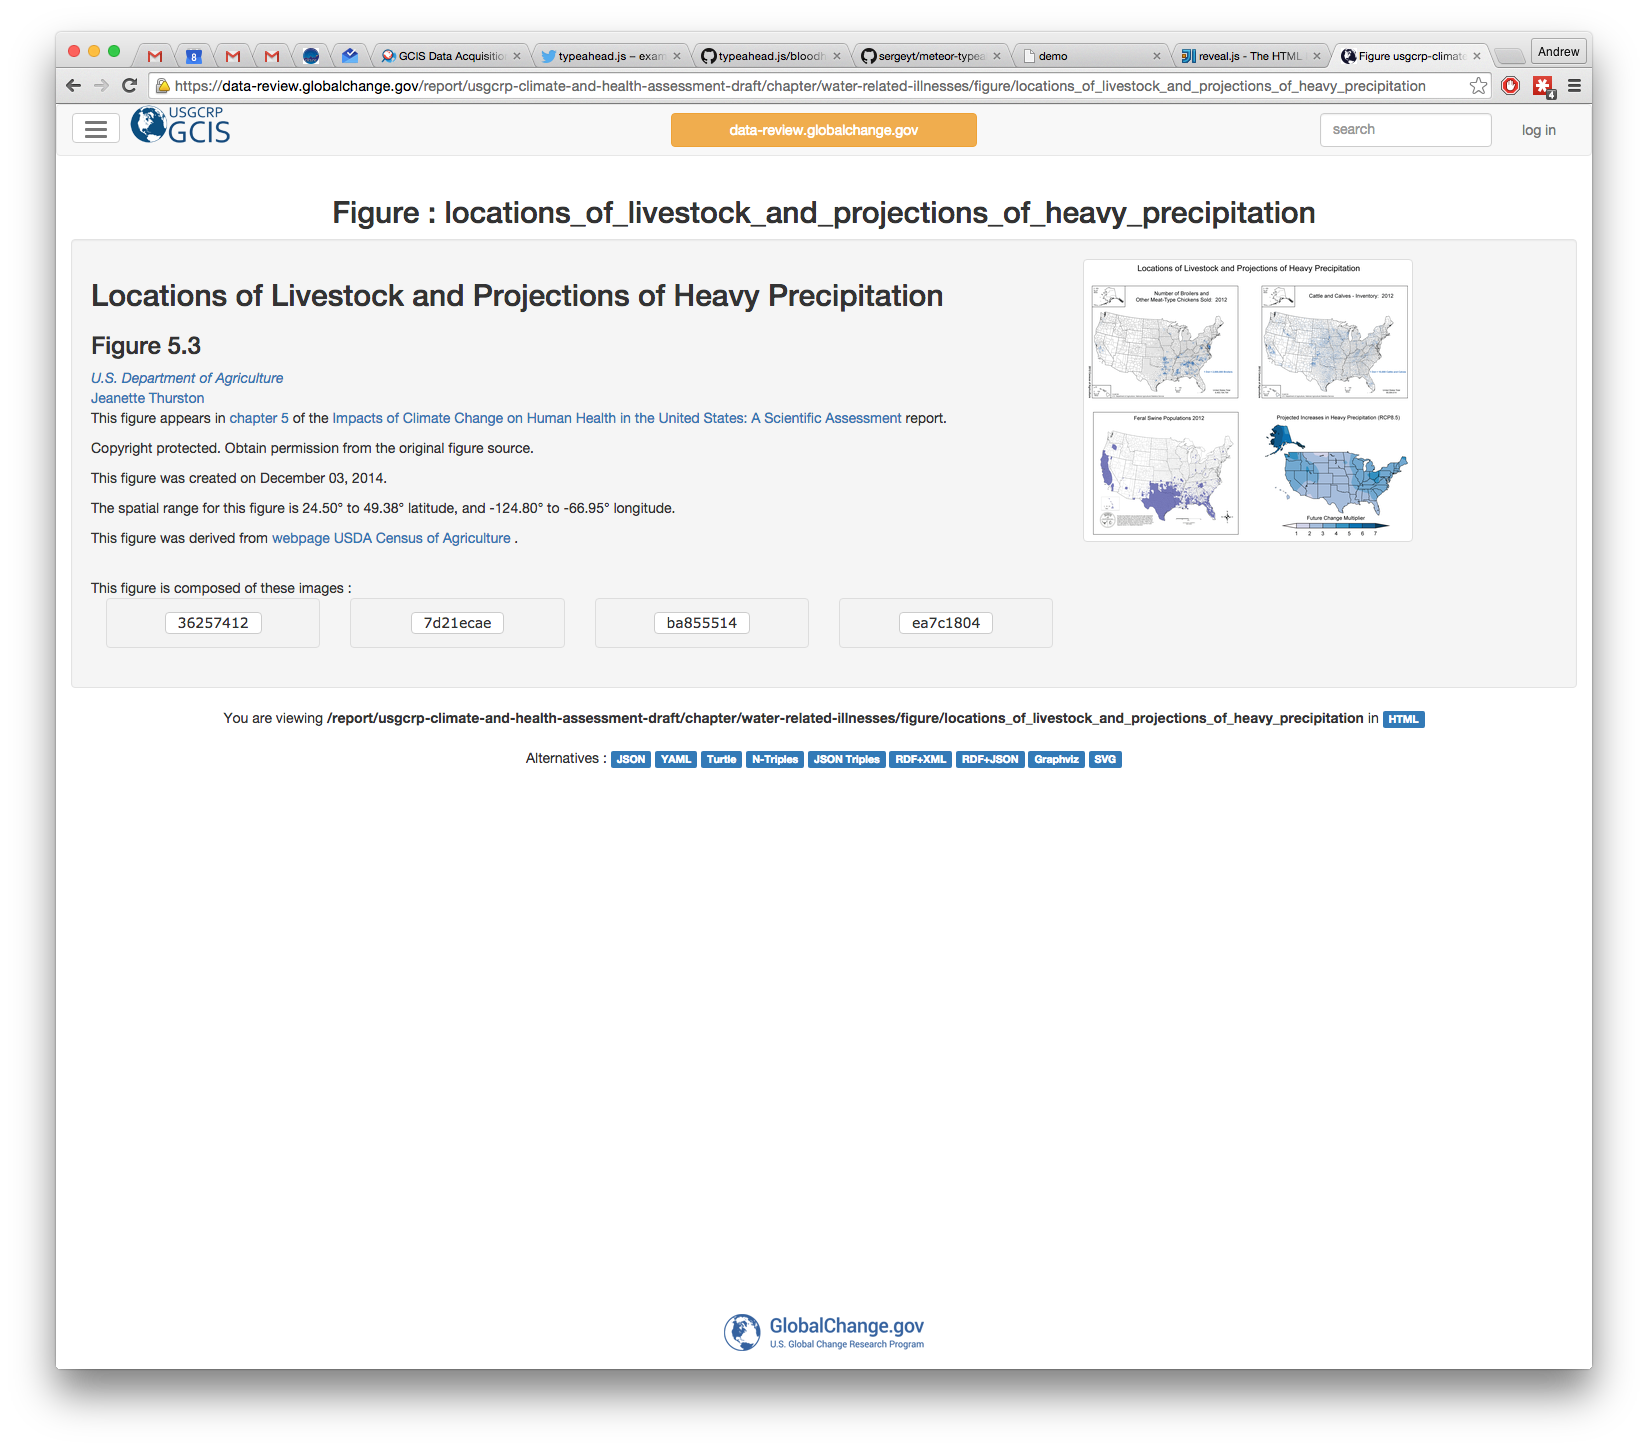 8
GCIS Data Acquisition
typeahead.js – exam
typeahead.js/bloodh
sergeyt/meteor-typea
demo
reveal.js - The HTML
Figure usgcrp-climate
Andrew
https://data-review.globalchange.gov/report/usgcrp-climate-and-health-assessment-draft/chapter/water-related-illnesses/figure/locations_of_livestock_and_projections_of_heavy_precipitation
4
USGCRP
GCIS
data-review.globalchange.gov
search
log in
Figure : locations_of_livestock_and_projections_of_heavy_precipitation
Locations of Livestock and Projections of Heavy Precipitation
Figure 5.3
U.S. Department of Agriculture
Jeanette Thurston
This figure appears in chapter 5 of the Impacts of Climate Change on Human Health in the United States: A Scientific Assessment report.
Copyright protected. Obtain permission from the original figure source.
This figure was created on December 03, 2014.
The spatial range for this figure is 24.50° to 49.38° latitude, and -124.80° to -66.95° longitude.
This figure was derived from webpage USDA Census of Agriculture .
Locations of Livestock and Projections of Heavy Precipitation
Number of Broilers and
Other Meat-Type Chickens Sold: 2012
Cattle and Calves - Inventory: 2012
Feral Swine Populations 2012
Projected Increases in Heavy Precipitation (RCP8.5)
Future Change Multiplier
1 2 3 4 5 6 7
This figure is composed of these images :
36257412
7d21ecae
ba855514
ea7c1804
You are viewing /report/usgcrp-climate-and-health-assessment-draft/chapter/water-related-illnesses/figure/locations_of_livestock_and_projections_of_heavy_precipitation in HTML
Alternatives : JSON YAML Turtle N-Triples JSON Triples RDF+XML RDF+JSON Graphviz SVG
GlobalChange.gov
U.S. Global Change Research Program